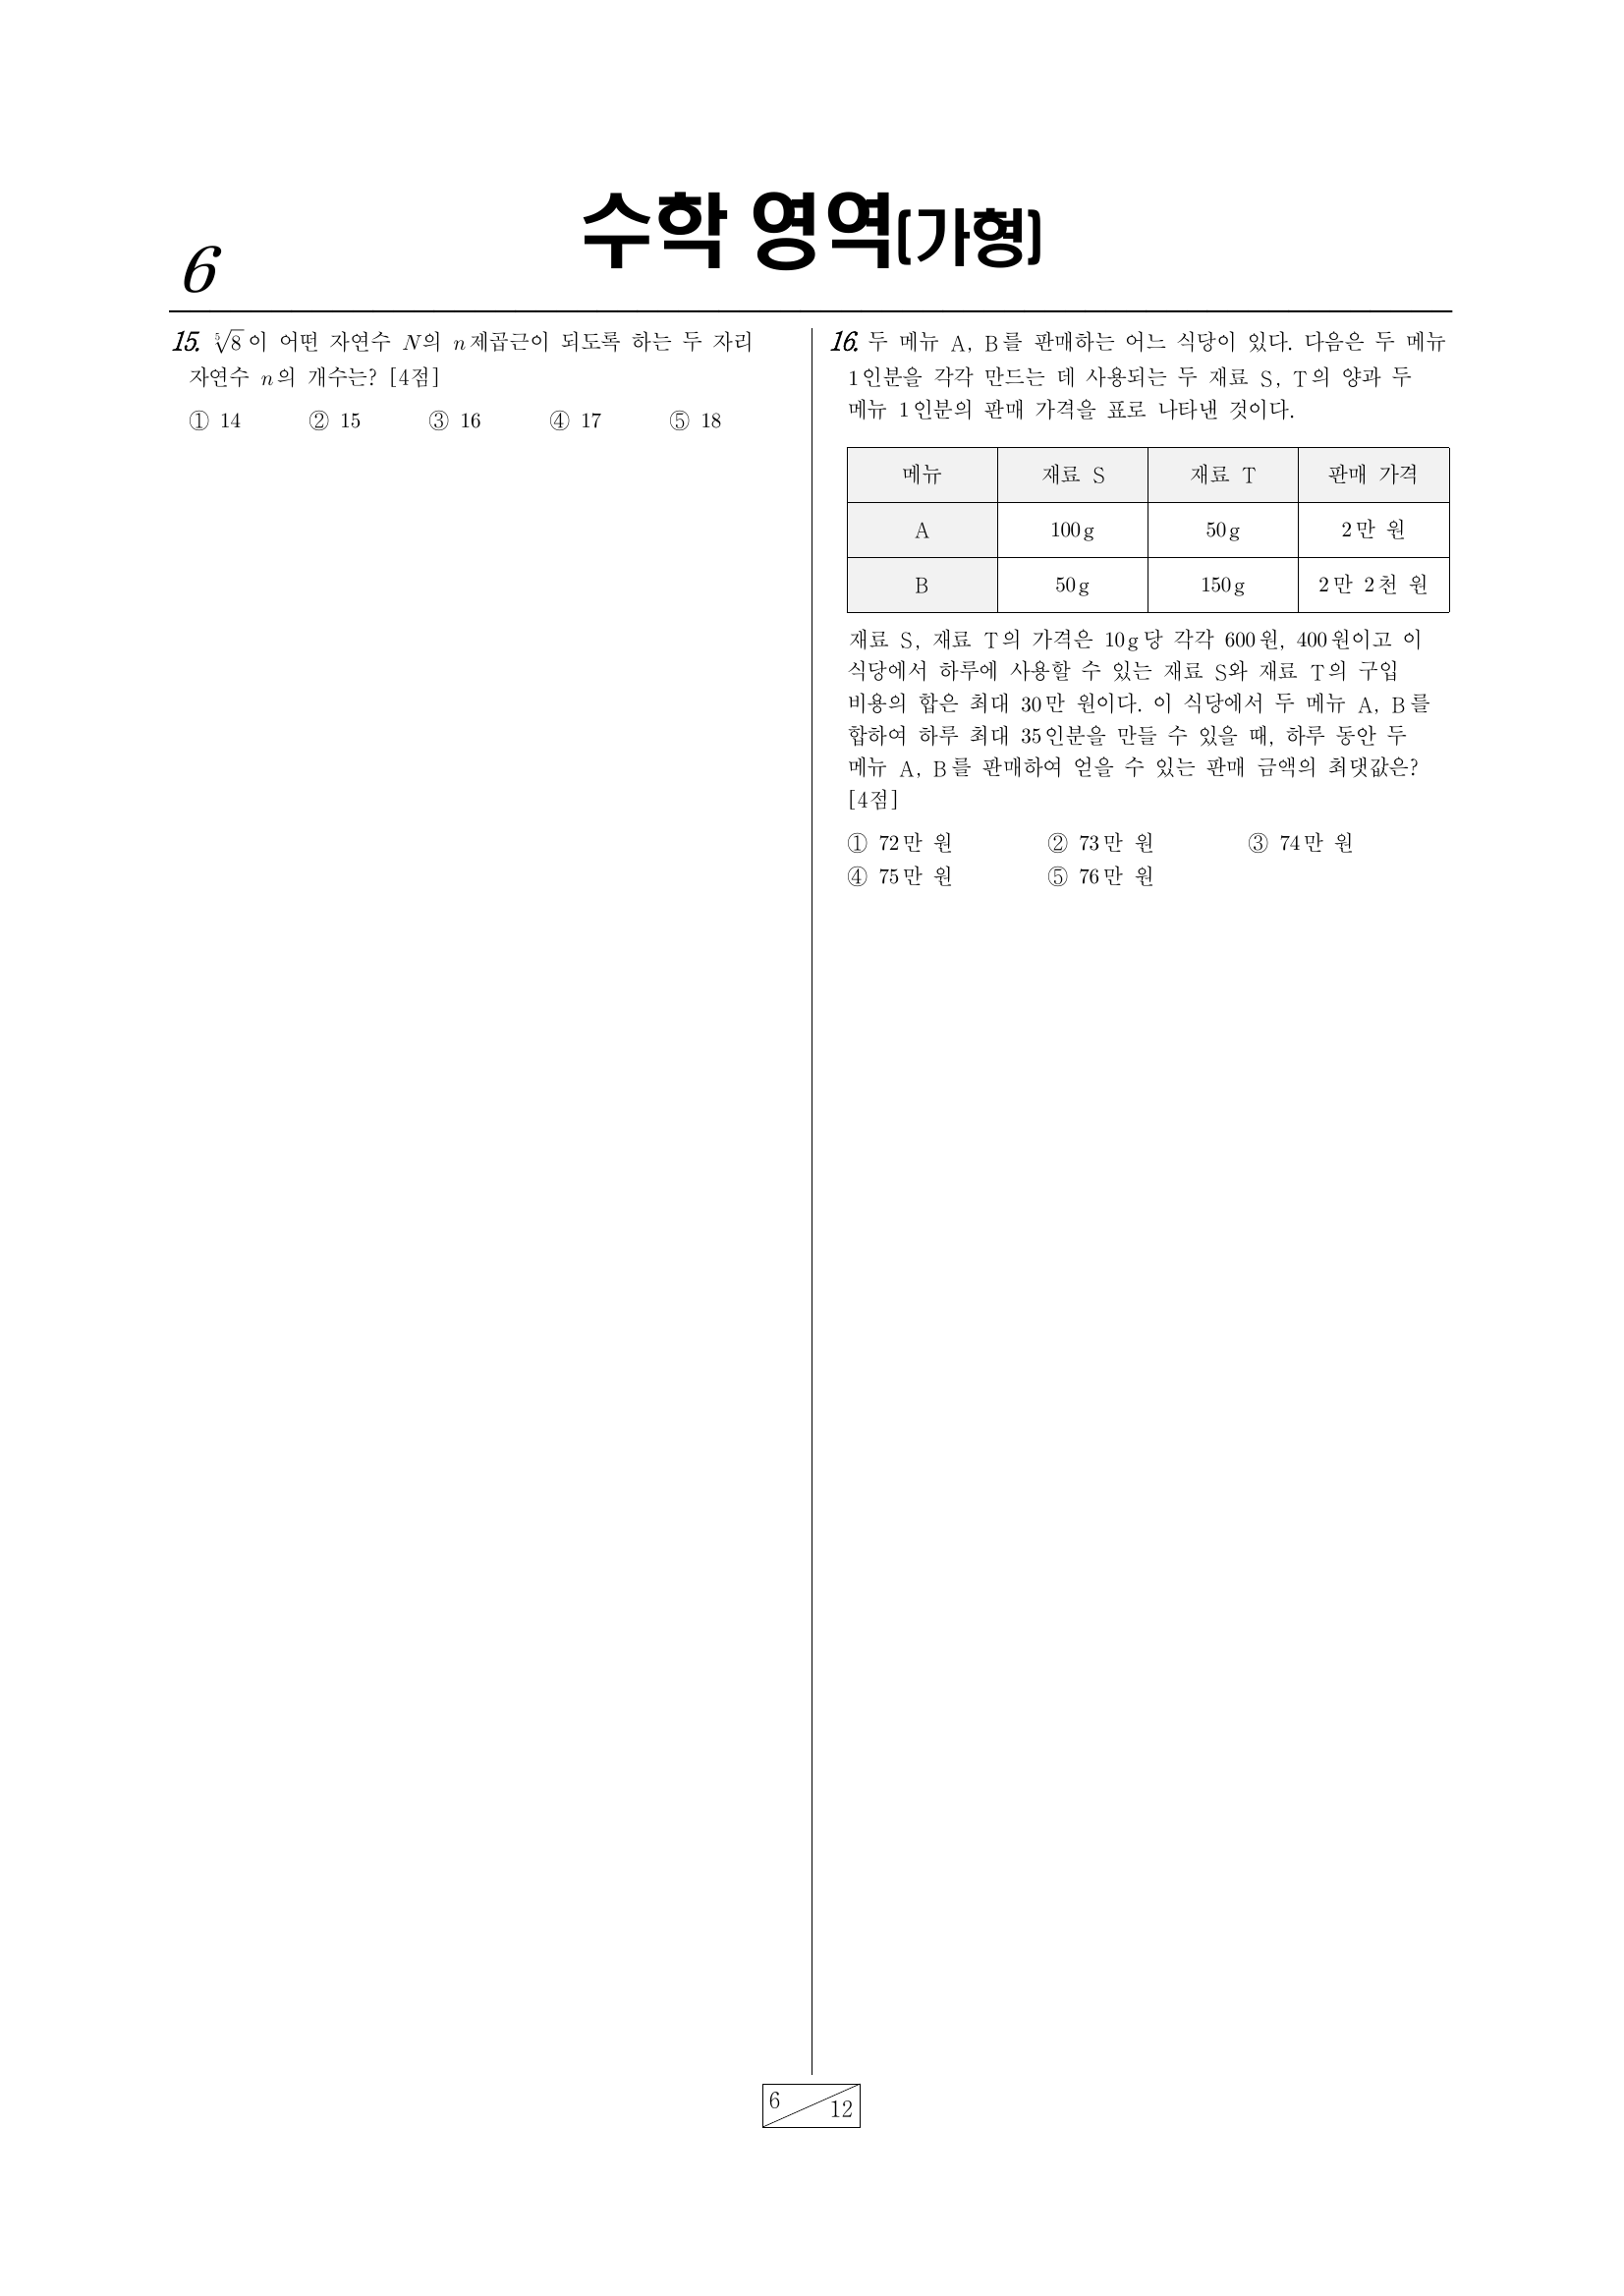 6
수학 영역(가형)
15. ⁵√8 이 어떤 자연수 N의 n제곱근이 되도록 하는 두 자리
자연수 n의 개수는? [4점]
① 14 ② 15 ③ 16 ④ 17 ⑤ 18
16. 두 메뉴 A, B를 판매하는 어느 식당이 있다. 다음은 두 메뉴
1인분을 각각 만드는 데 사용되는 두 재료 S, T의 양과 두
메뉴 1인분의 판매 가격을 표로 나타낸 것이다.
메뉴 재료 S 재료 T 판매 가격
A 100g 50g 2만 원
B 50g 150g 2만 2천 원
재료 S, 재료 T의 가격은 10g당 각각 600원, 400원이고 이
식당에서 하루에 사용할 수 있는 재료 S와 재료 T의 구입
비용의 합은 최대 30만 원이다. 이 식당에서 두 메뉴 A, B를
합하여 하루 최대 35인분을 만들 수 있을 때, 하루 동안 두
메뉴 A, B를 판매하여 얻을 수 있는 판매 금액의 최댓값은?
[4점]
① 72만 원 ② 73만 원 ③ 74만 원
④ 75만 원 ⑤ 76만 원
6 12